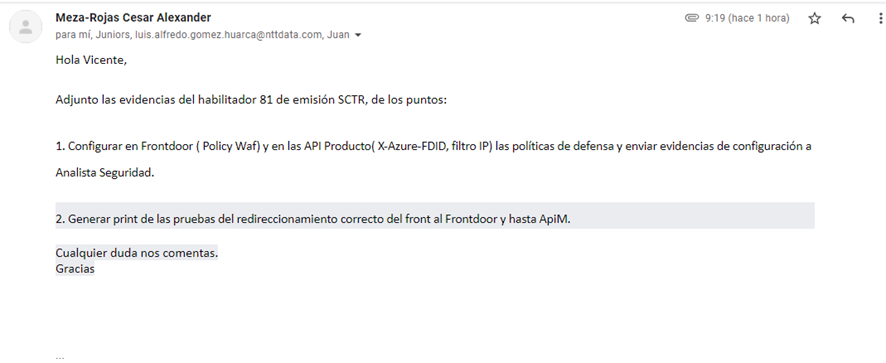 Meza-Rojas Cesar Alexander
9:19 (hace 1 hora)
para mí, Juniors, luis.alfredo.gomez.huarca@nttdata.com, Juan
Hola Vicente,
Adjunto las evidencias del habilitador 81 de emisión SCTR, de los puntos:
1. Configurar en Frontdoor ( Policy Waf) y en las API Producto( X-Azure-FDID, filtro IP) las políticas de defensa y enviar evidencias de configuración a
Analista Seguridad.
2. Generar print de las pruebas del redireccionamiento correcto del front al Frontdoor y hasta ApiM.
Cualquier duda nos comentas.
Gracias
...